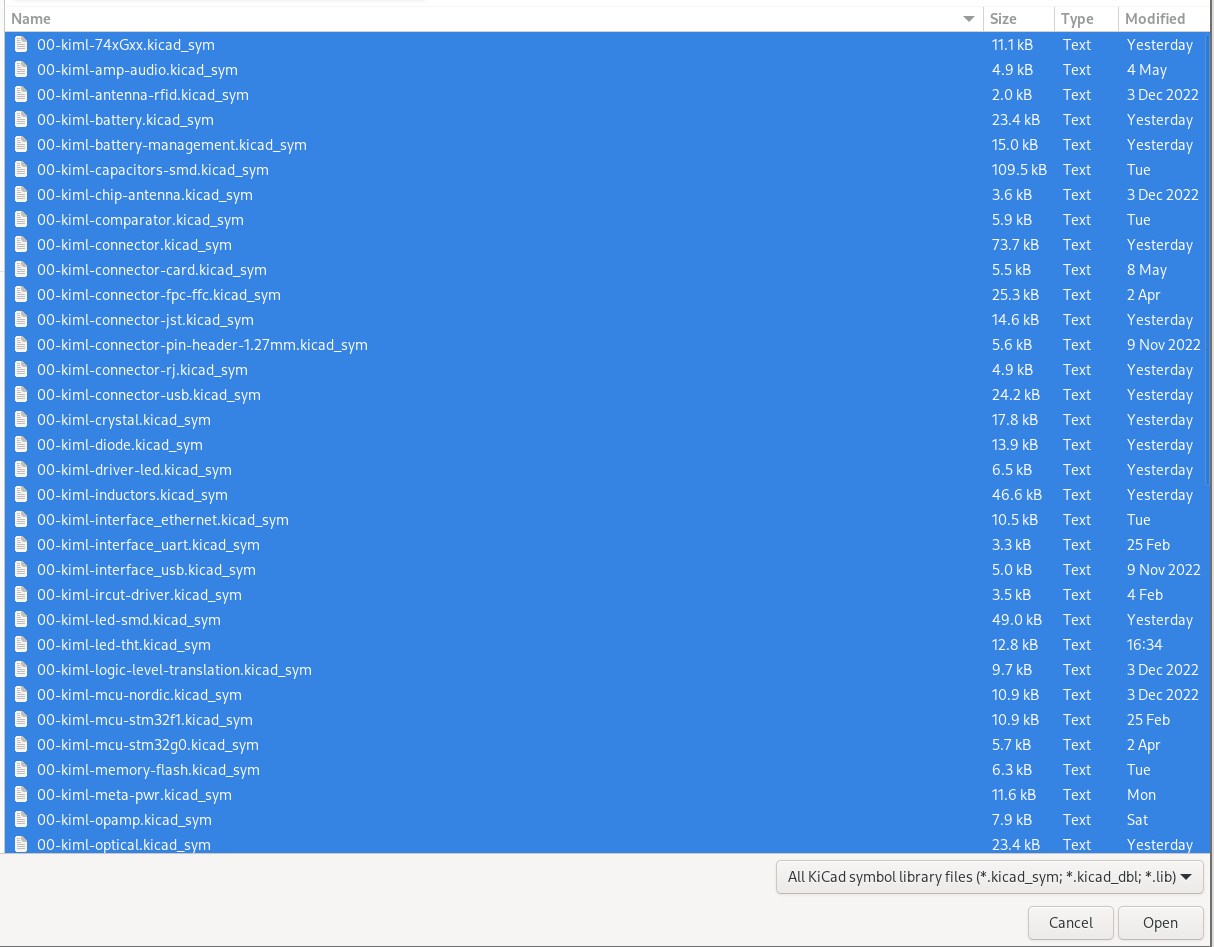 Name Size Type Modified
00-kiml-74xGxx.kicad_sym 11.1 kB Text Yesterday
00-kiml-amp-audio.kicad_sym 4.9 kB Text 4 May
00-kiml-antenna-rfid.kicad_sym 2.0 kB Text 3 Dec 2022
00-kiml-battery.kicad_sym 23.4 kB Text Yesterday
00-kiml-battery-management.kicad_sym 15.0 kB Text Yesterday
00-kiml-capacitors-smd.kicad_sym 109.5 kB Text Tue
00-kiml-chip-antenna.kicad_sym 3.6 kB Text 3 Dec 2022
00-kiml-comparator.kicad_sym 5.9 kB Text Tue
00-kiml-connector.kicad_sym 73.7 kB Text Yesterday
00-kiml-connector-card.kicad_sym 5.5 kB Text 8 May
00-kiml-connector-fpc-ffc.kicad_sym 25.3 kB Text 2 Apr
00-kiml-connector-jst.kicad_sym 14.6 kB Text Yesterday
00-kiml-connector-pin-header-1.27mm.kicad_sym 5.6 kB Text 9 Nov 2022
00-kiml-connector-rj.kicad_sym 4.9 kB Text Yesterday
00-kiml-connector-usb.kicad_sym 24.2 kB Text Yesterday
00-kiml-crystal.kicad_sym 17.8 kB Text Yesterday
00-kiml-diode.kicad_sym 13.9 kB Text Yesterday
00-kiml-driver-led.kicad_sym 6.5 kB Text Yesterday
00-kiml-inductors.kicad_sym 46.6 kB Text Yesterday
00-kiml-interface_ethernet.kicad_sym 10.5 kB Text Tue
00-kiml-interface_uart.kicad_sym 3.3 kB Text 25 Feb
00-kiml-interface_usb.kicad_sym 5.0 kB Text 9 Nov 2022
00-kiml-ircut-driver.kicad_sym 3.5 kB Text 4 Feb
00-kiml-led-smd.kicad_sym 49.0 kB Text Yesterday
00-kiml-led-tht.kicad_sym 12.8 kB Text 16:34
00-kiml-logic-level-translation.kicad_sym 9.7 kB Text 3 Dec 2022
00-kiml-mcu-nordic.kicad_sym 10.9 kB Text 3 Dec 2022
00-kiml-mcu-stm32f1.kicad_sym 10.9 kB Text 25 Feb
00-kiml-mcu-stm32g0.kicad_sym 5.7 kB Text 2 Apr
00-kiml-memory-flash.kicad_sym 6.3 kB Text Tue
00-kiml-meta-pwr.kicad_sym 11.6 kB Text Mon
00-kiml-opamp.kicad_sym 7.9 kB Text Sat
00-kiml-optical.kicad_sym 23.4 kB Text Yesterday
All KiCad symbol library files (*.kicad_sym; *.kicad_dbl; *.lib)
Cancel Open